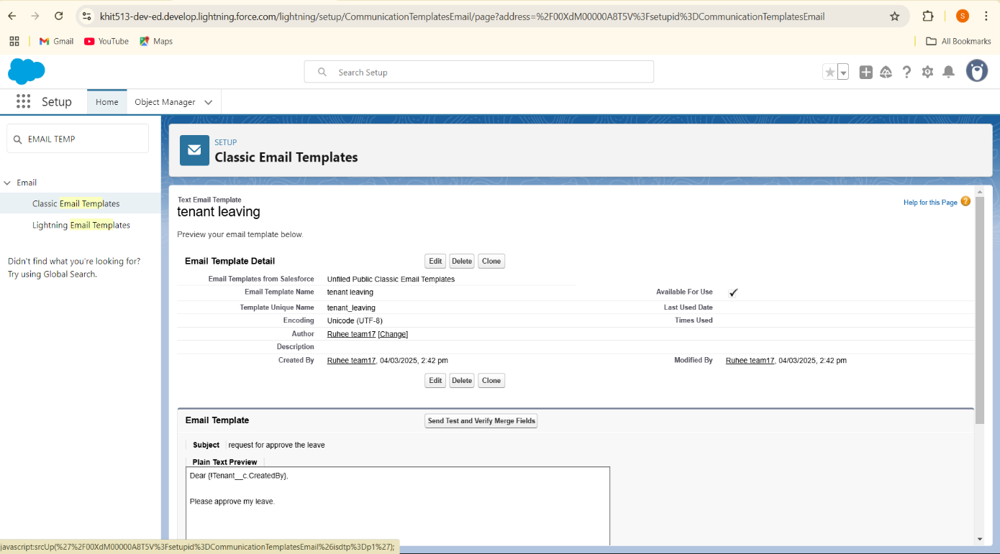 khit513-dev-ed.develop.lightning.force.com/lightning/setup/CommunicationTemplatesEmail/page?address=%2F00XdM00000A8T5V%3Fsetupid%3DCommunicationTemplatesEmail
S
Gmail YouTube Maps All Bookmarks
Search Setup
Setup Home Object Manager
EMAIL TEMP
Email
Classic Email Templates
Lightning Email Templates
Didn't find what you're looking for?
Try using Global Search.
SETUP
Classic Email Templates
Text Email Template
tenant leaving
Help for this Page ?
Preview your email template below.
Email Template Detail Edit Delete Clone
Email Templates from Salesforce Unfiled Public Classic Email Templates
Email Template Name tenant leaving Available For Use
Template Unique Name tenant_leaving Last Used Date
Encoding Unicode (UTF-8) Times Used
Author Ruhee team17 [Change]
Description
Created By Ruhee team17, 04/03/2025, 2:42 pm Modified By Ruhee team17, 04/03/2025, 2:42 pm
Edit Delete Clone
Email Template Send Test and Verify Merge Fields
Subject request for approve the leave
Plain Text Preview
Dear {!Tenant__c.CreatedBy},
Please approve my leave.
javascript:srcUp(%27%2F00XdM00000A8T5V%3Fsetupid%3DCommunicationTemplatesEmail%26isdtp%3Dp1%27);